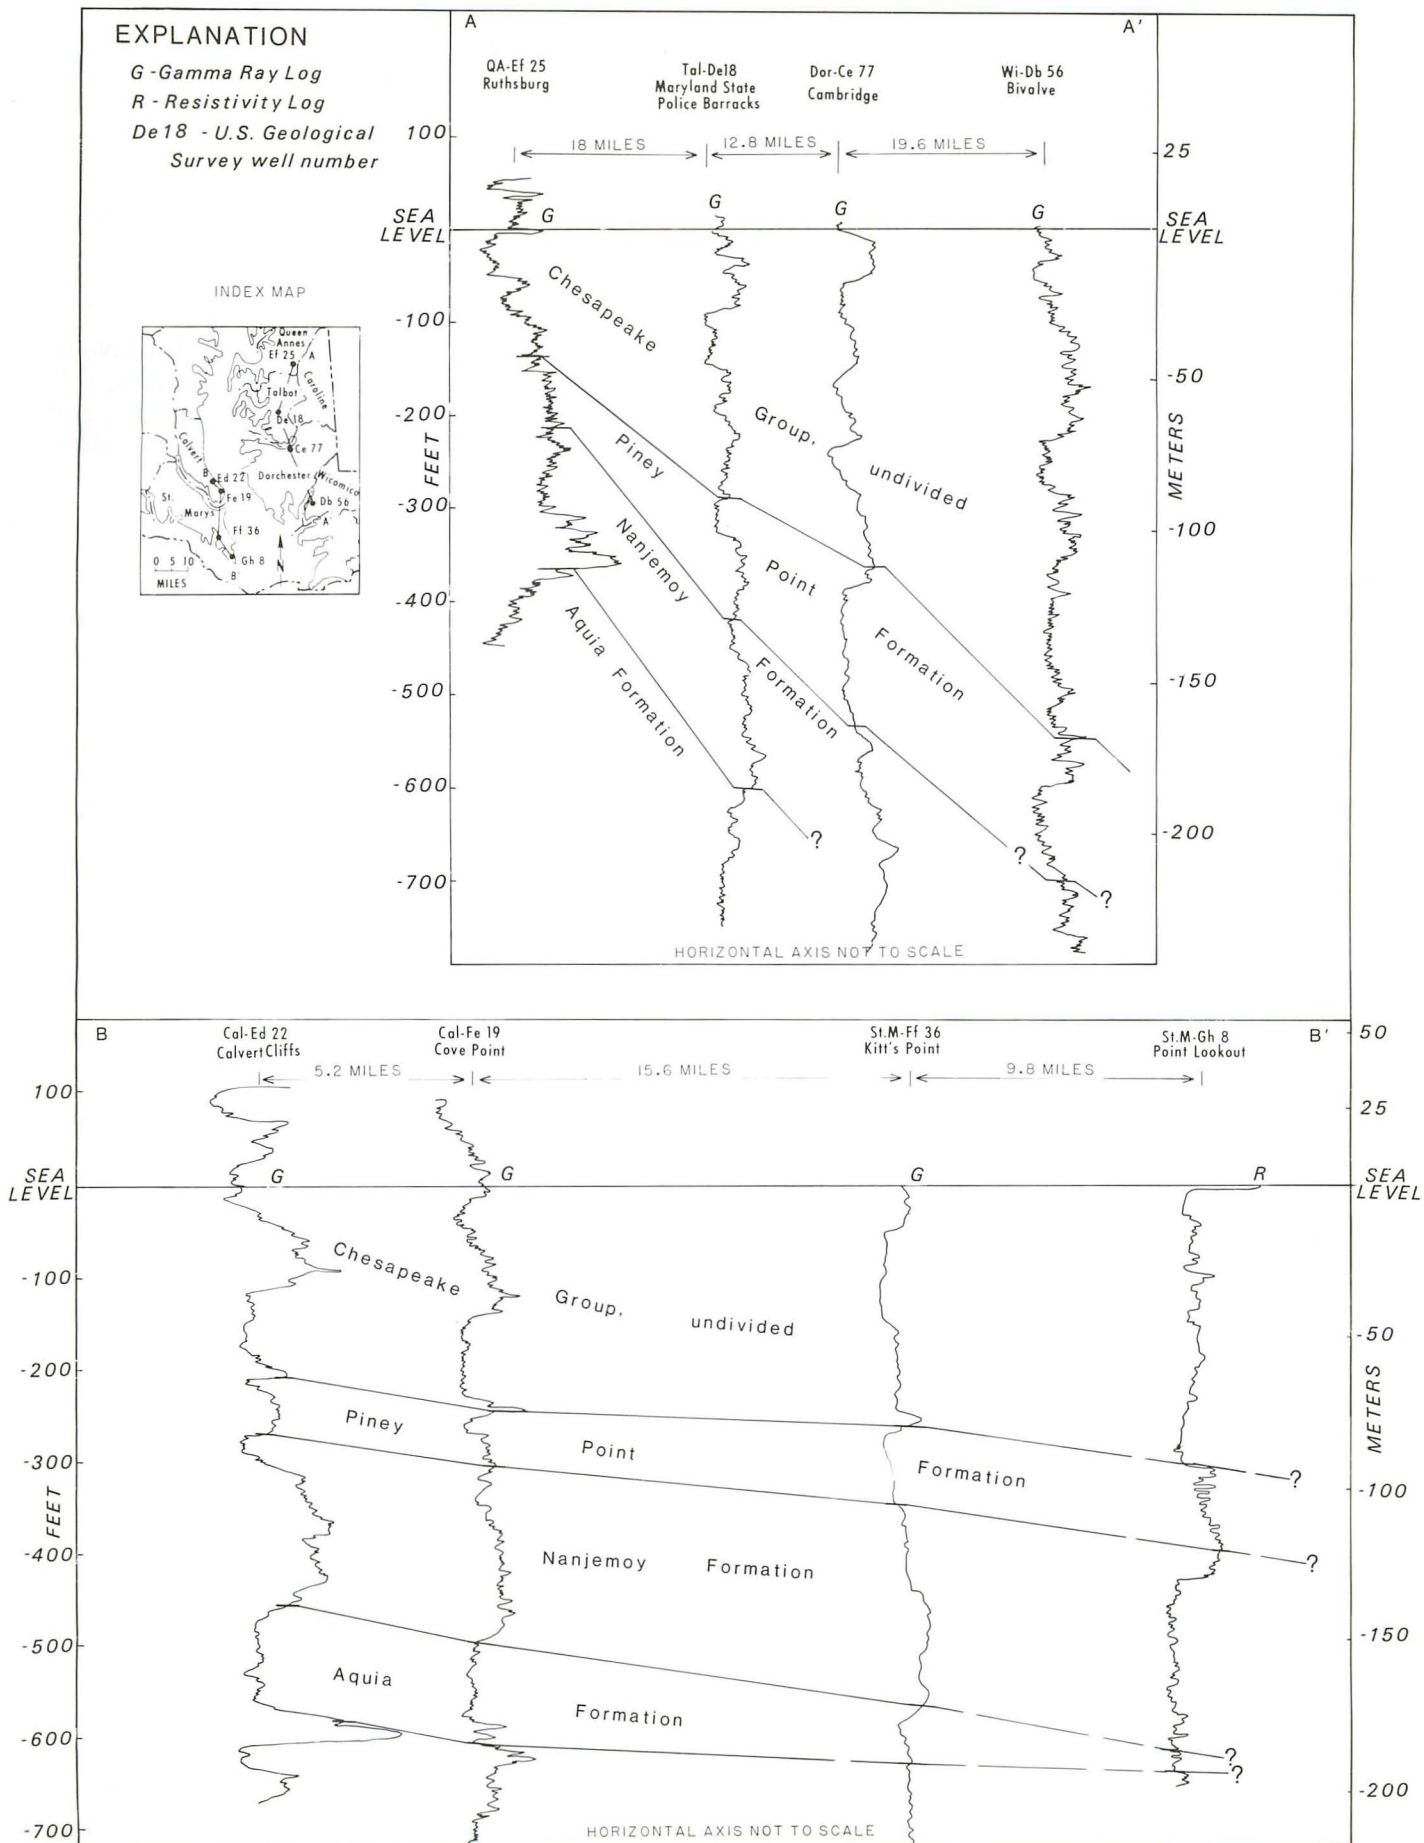 EXPLANATION
G - Gamma Ray Log
R - Resistivity Log
De 18 - U.S. Geological
Survey well number
INDEX MAP
Queen
Annes
Ef 25 A
Caroline
Talbot
De 18
Ce 77
Calvert
B Ed 22
Dorchester
Wicomico
Fe 19
St.
Marys
Db 56
A'
Ff 36
Gh 8
B'
N
0 5 10
MILES
A
A'
QA-Ef 25
Ruthsburg
Tal-De18
Maryland State
Police Barracks
Dor-Ce 77
Cambridge
Wi-Db 56
Bivalve
18 MILES
12.8 MILES
19.6 MILES
100
SEA
LEVEL
-100
-200
-300
-400
-500
-600
-700
FEET
25
SEA
LEVEL
-50
-100
-150
-200
METERS
G
G
G
G
Chesapeake
Group,
undivided
Piney
Point
Formation
Nanjemoy
Formation
Aquia Formation
?
?
?
HORIZONTAL AXIS NOT TO SCALE
B
B'
Cal-Ed 22
Calvert Cliffs
Cal-Fe 19
Cove Point
St.M-Ff 36
Kitt's Point
St.M-Gh 8
Point Lookout
5.2 MILES
15.6 MILES
9.8 MILES
100
SEA
LEVEL
-100
-200
-300
-400
-500
-600
-700
FEET
50
25
SEA
LEVEL
-50
-100
-150
-200
METERS
G
G
G
R
Chesapeake
Group,
undivided
Piney
Point
Formation
?
Nanjemoy Formation
?
Aquia
Formation
?
?
HORIZONTAL AXIS NOT TO SCALE